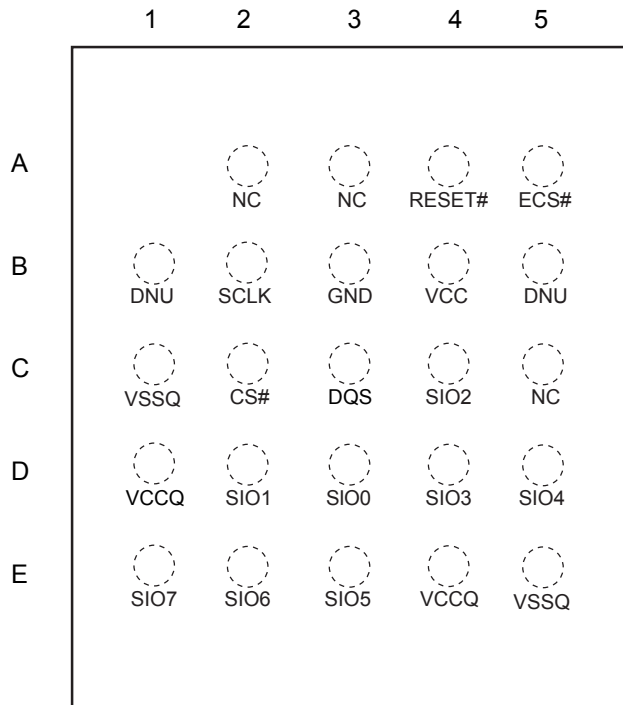 1 2 3 4 5
A
NC NC RESET# ECS#
B
DNU SCLK GND VCC DNU
C
VSSQ CS# DQS SIO2 NC
D
VCCQ SIO1 SIO0 SIO3 SIO4
E
SIO7 SIO6 SIO5 VCCQ VSSQ